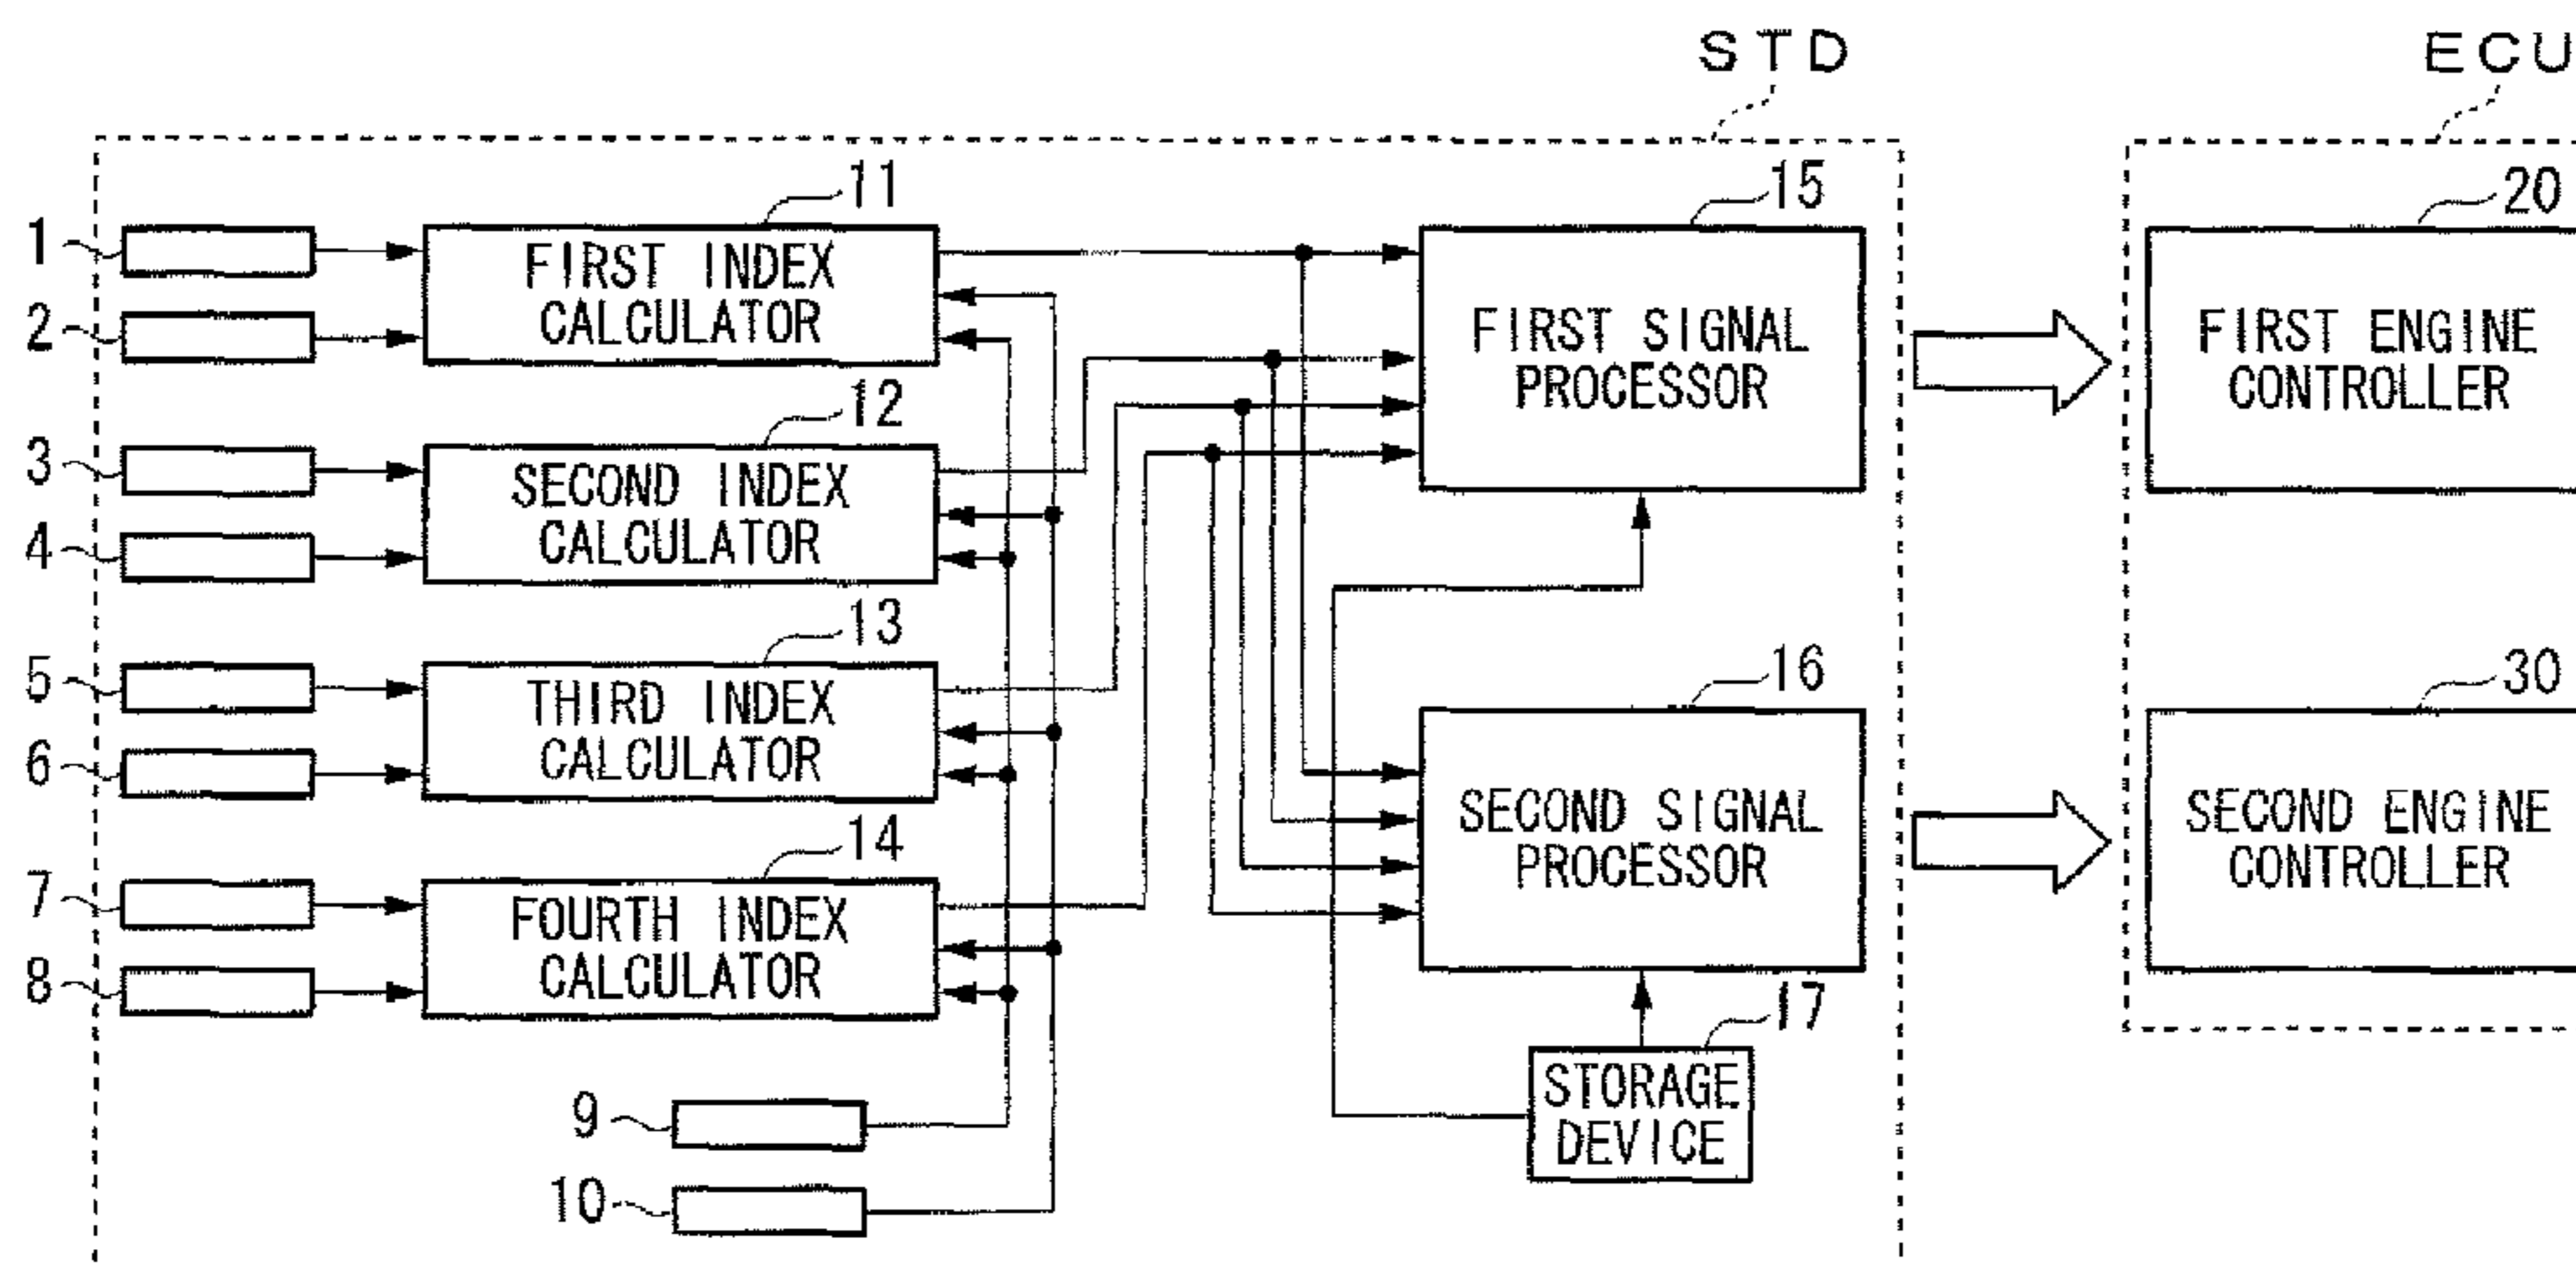 STD
ECU
11
15
20
1
FIRST INDEX
CALCULATOR
2
FIRST SIGNAL
PROCESSOR
FIRST ENGINE
CONTROLLER
12
3
SECOND INDEX
CALCULATOR
4
13
5
THIRD INDEX
CALCULATOR
6
16
30
SECOND SIGNAL
PROCESSOR
SECOND ENGINE
CONTROLLER
14
7
FOURTH INDEX
CALCULATOR
8
17
STORAGE
DEVICE
9
10